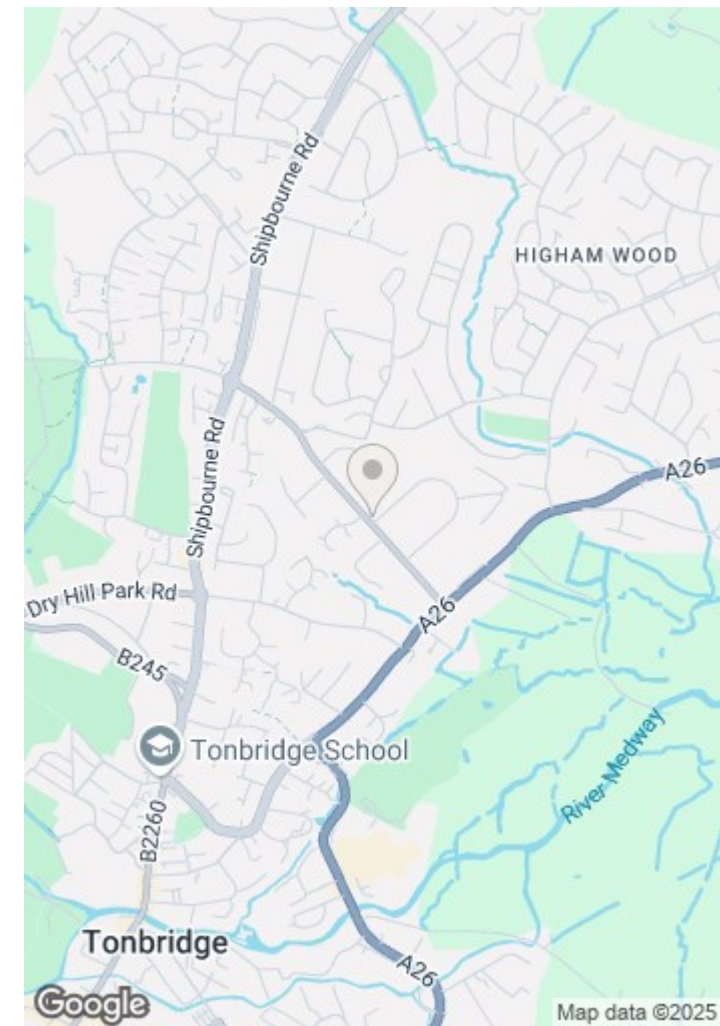 Shipbourne Rd
HIGHAM WOOD
Shipbourne Rd
A26
Dry Hill Park Rd
A26
B245
Tonbridge School
River Medway
B2260
Tonbridge
A26
Google
Map data ©2025